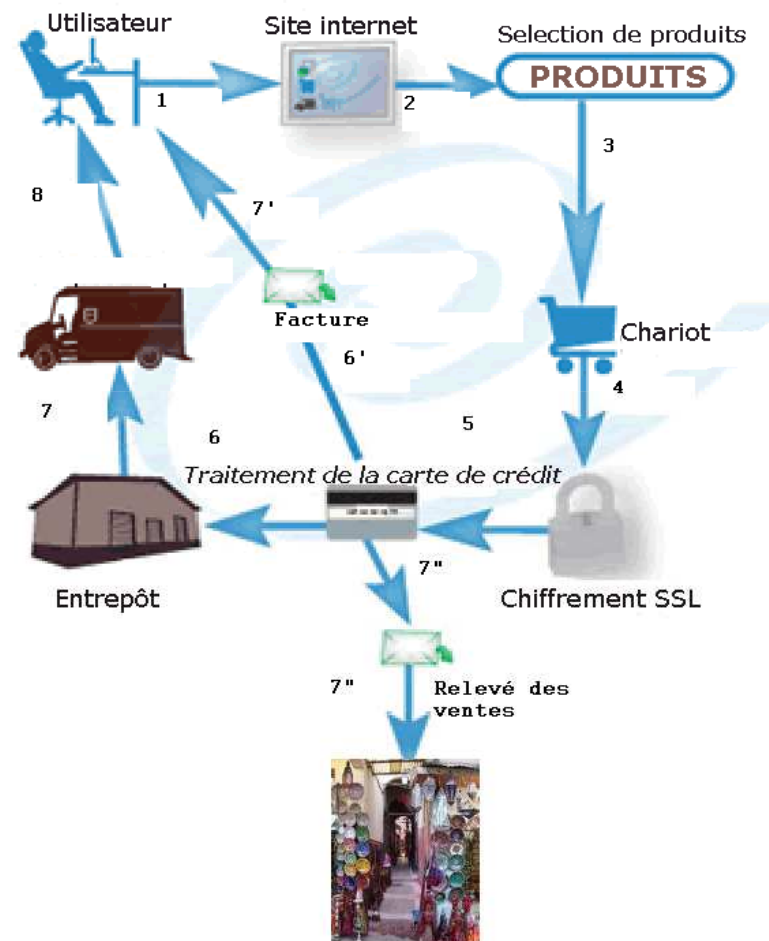 Utilisateur
Site internet
Selection de produits
PRODUITS
1
2
3
8
7'
Facture
Chariot
6'
4
7
6
5
Traitement de la carte de crédit
7"
Entrepôt
Chiffrement SSL
7"
Relevé des
ventes